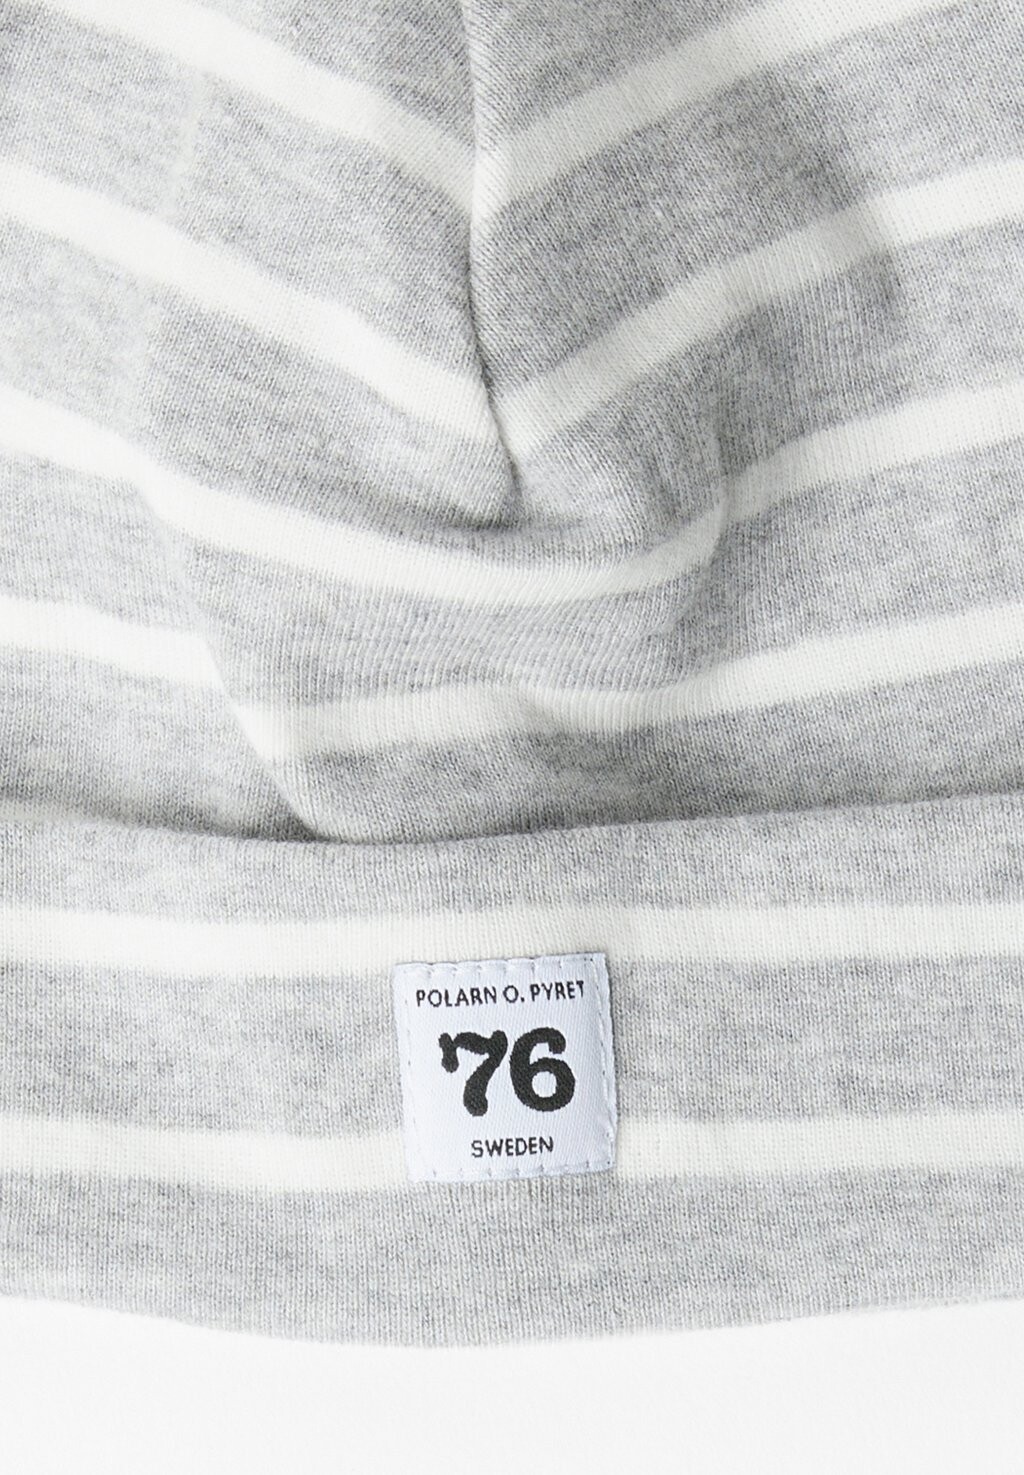 POLARN O. PYRET
'76
SWEDEN